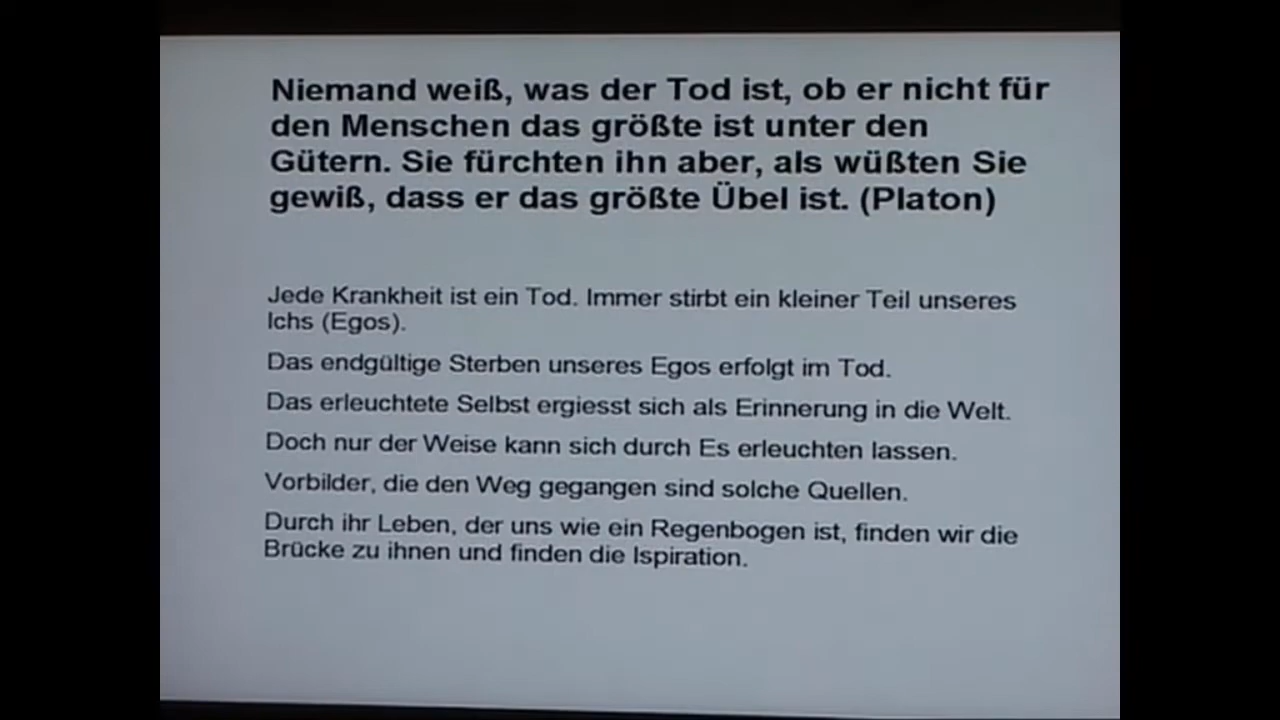 Niemand weiß, was der Tod ist, ob er nicht für
den Menschen das größte ist unter den
Gütern. Sie fürchten ihn aber, als wüßten Sie
gewiß, dass er das größte Übel ist. (Platon)
Jede Krankheit ist ein Tod. Immer stirbt ein kleiner Teil unseres
Ichs (Egos).
Das endgültige Sterben unseres Egos erfolgt im Tod.
Das erleuchtete Selbst ergiesst sich als Erinnerung in die Welt.
Doch nur der Weise kann sich durch Es erleuchten lassen.
Vorbilder, die den Weg gegangen sind solche Quellen.
Durch ihr Leben, der uns wie ein Regenbogen ist, finden wir die
Brücke zu ihnen und finden die Ispiration.